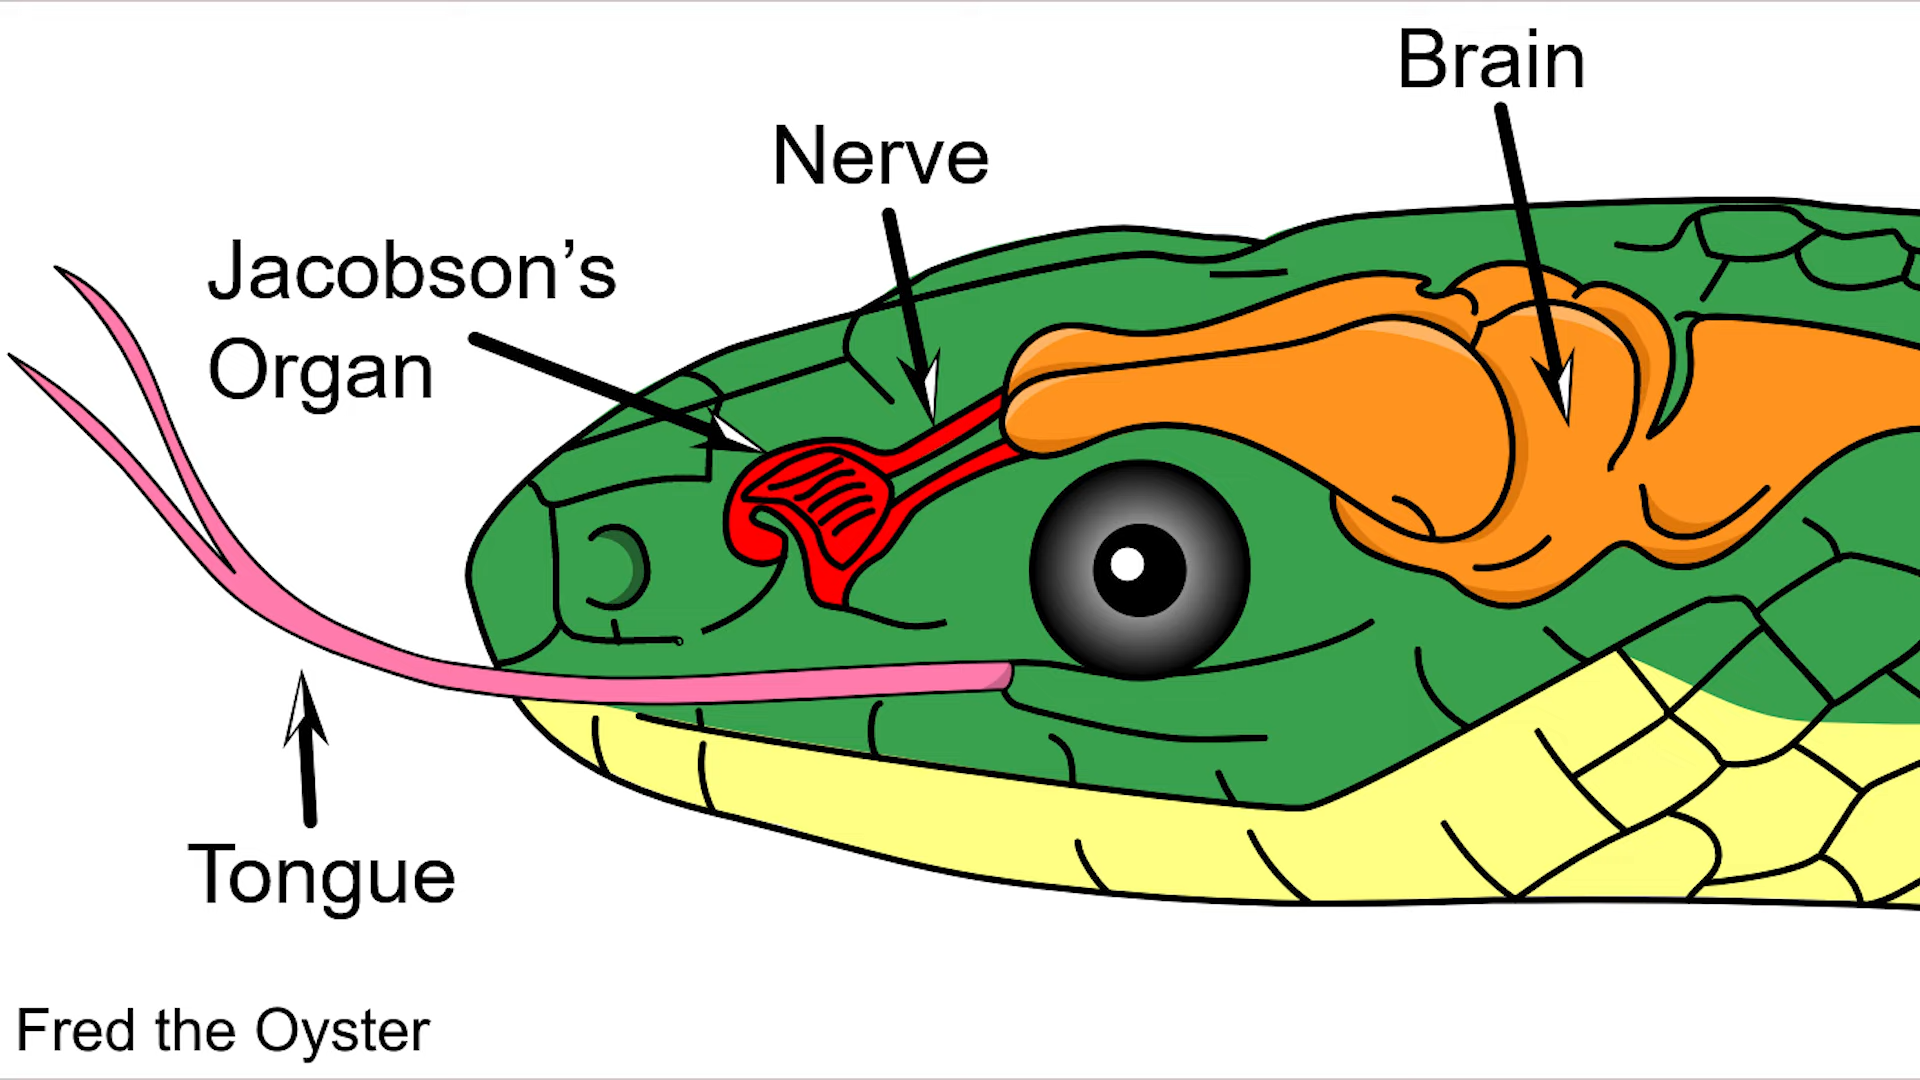 Brain
Nerve
Jacobson’s
Organ
Tongue
Fred the Oyster